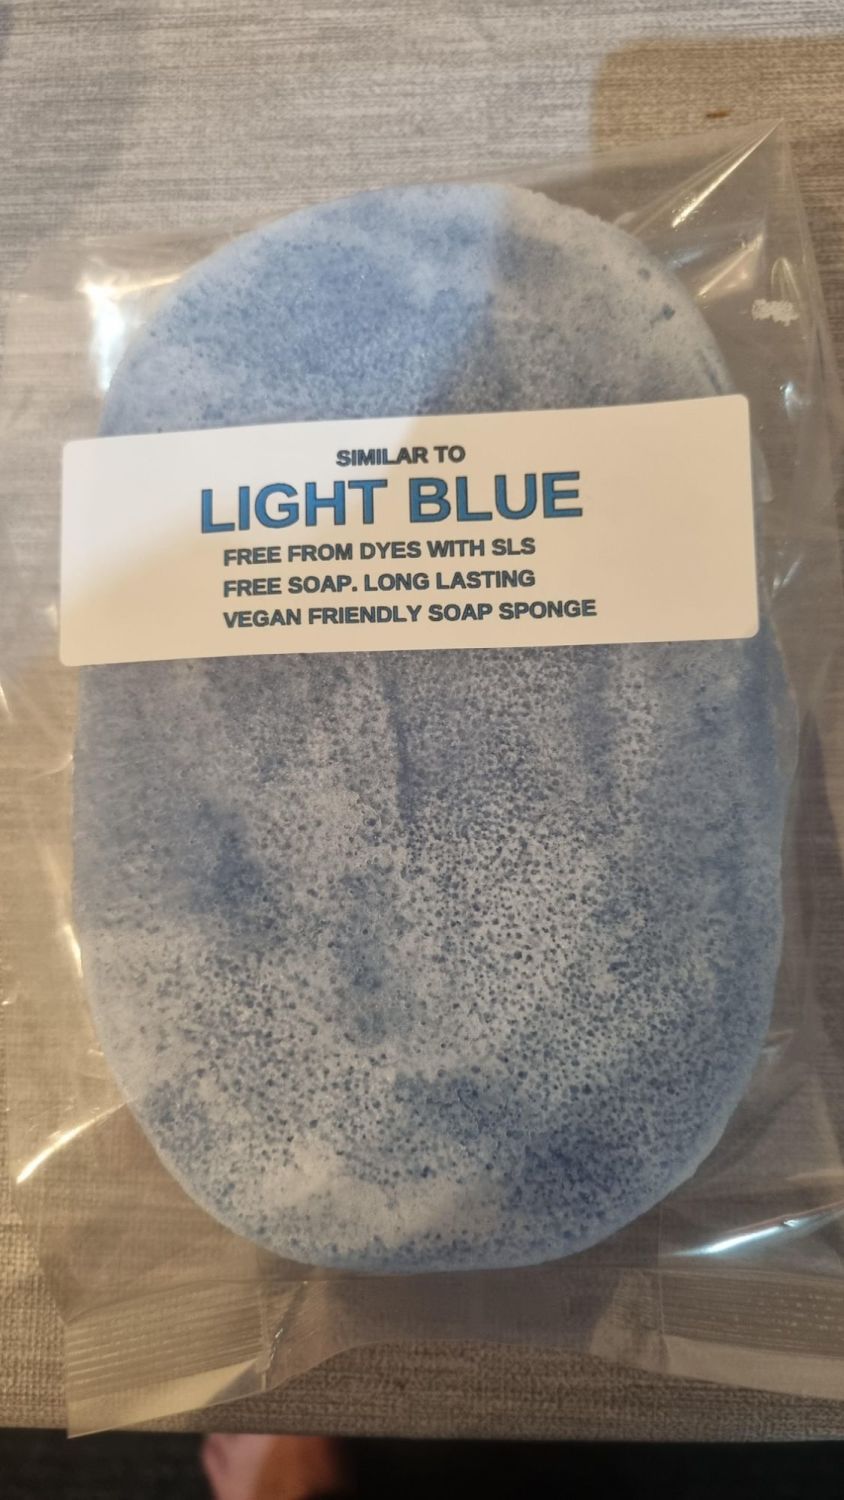 SIMILAR TO
LIGHT BLUE
FREE FROM DYES WITH SLS
FREE SOAP. LONG LASTING
VEGAN FRIENDLY SOAP SPONGE